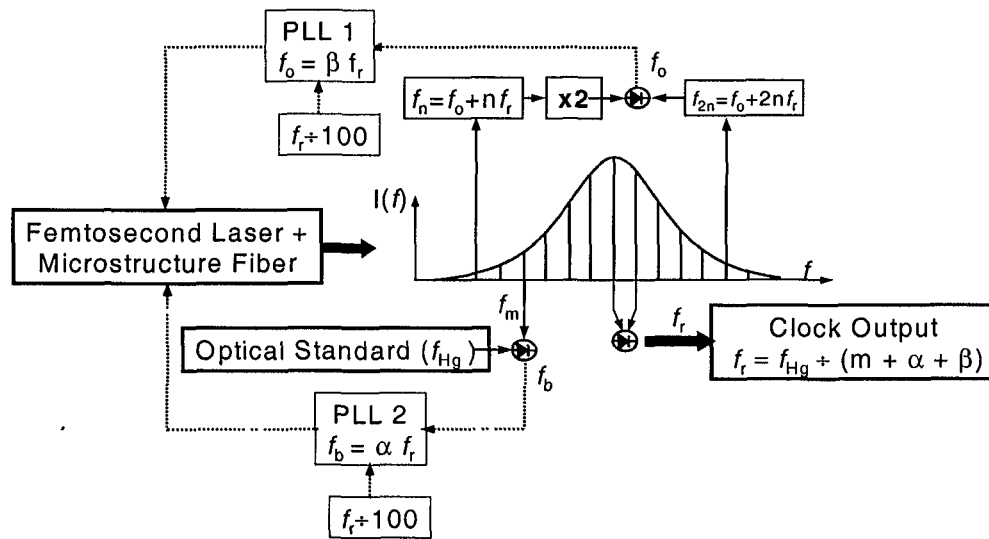 PLL 1
f_o = β f_r
f_r÷100
f_o
f_n=f_o+nf_r
x2
f_2n=f_o+2nf_r
I(f)
f
Femtosecond Laser +
Microstructure Fiber
f_m
f_r
Optical Standard (f_Hg)
f_b
Clock Output
f_r = f_Hg ÷ (m + α + β)
PLL 2
f_b = α f_r
f_r÷100